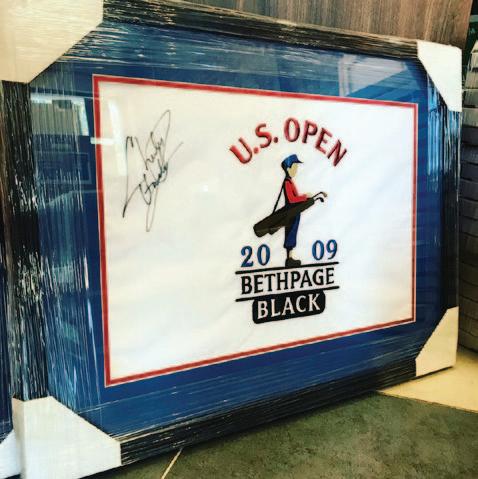 U.S. OPEN
20 09
BETHPAGE
BLACK